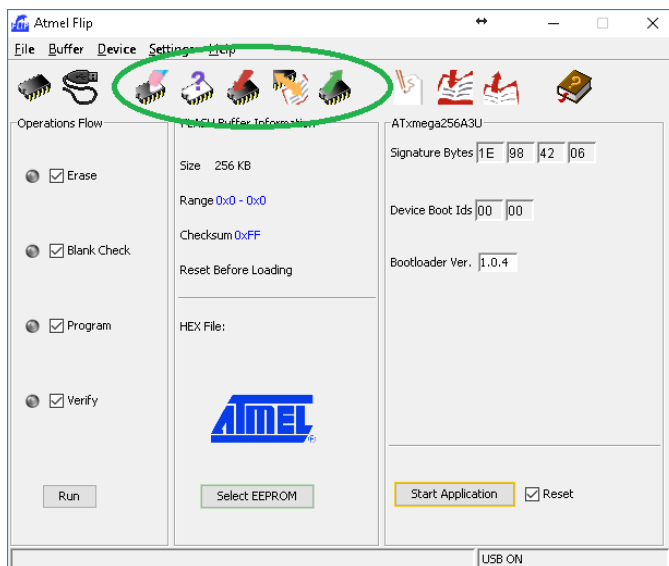 Atmel Flip
File Buffer Device Settings Help
Operations Flow
FLASH Buffer Information
ATxmega256A3U
Erase
Size 256 KB
Signature Bytes 1E 98 42 06
Range 0x0 - 0x0
Device Boot Ids 00 00
Checksum 0xFF
Blank Check
Bootloader Ver. 1.0.4
Reset Before Loading
Program
HEX File:
Verify
ATMEL®
Run
Select EEPROM
Start Application
Reset
USB ON